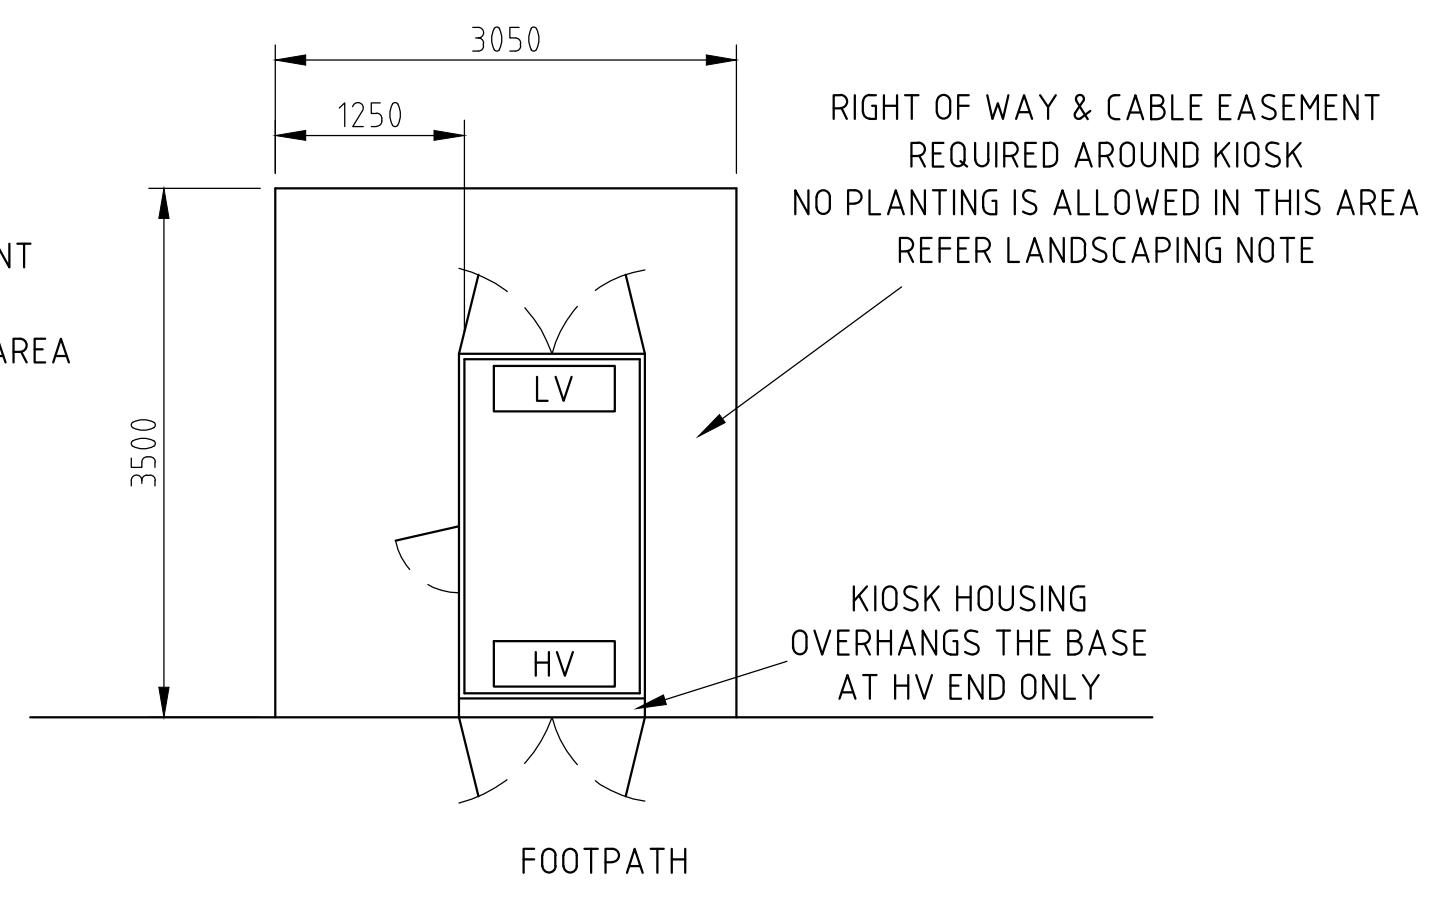 3050
1250
RIGHT OF WAY & CABLE EASEMENT
REQUIRED AROUND KIOSK
NO PLANTING IS ALLOWED IN THIS AREA
REFER LANDSCAPING NOTE
NT
AREA
LV
3500
KIOSK HOUSING
OVERHANGS THE BASE
AT HV END ONLY
HV
FOOTPATH